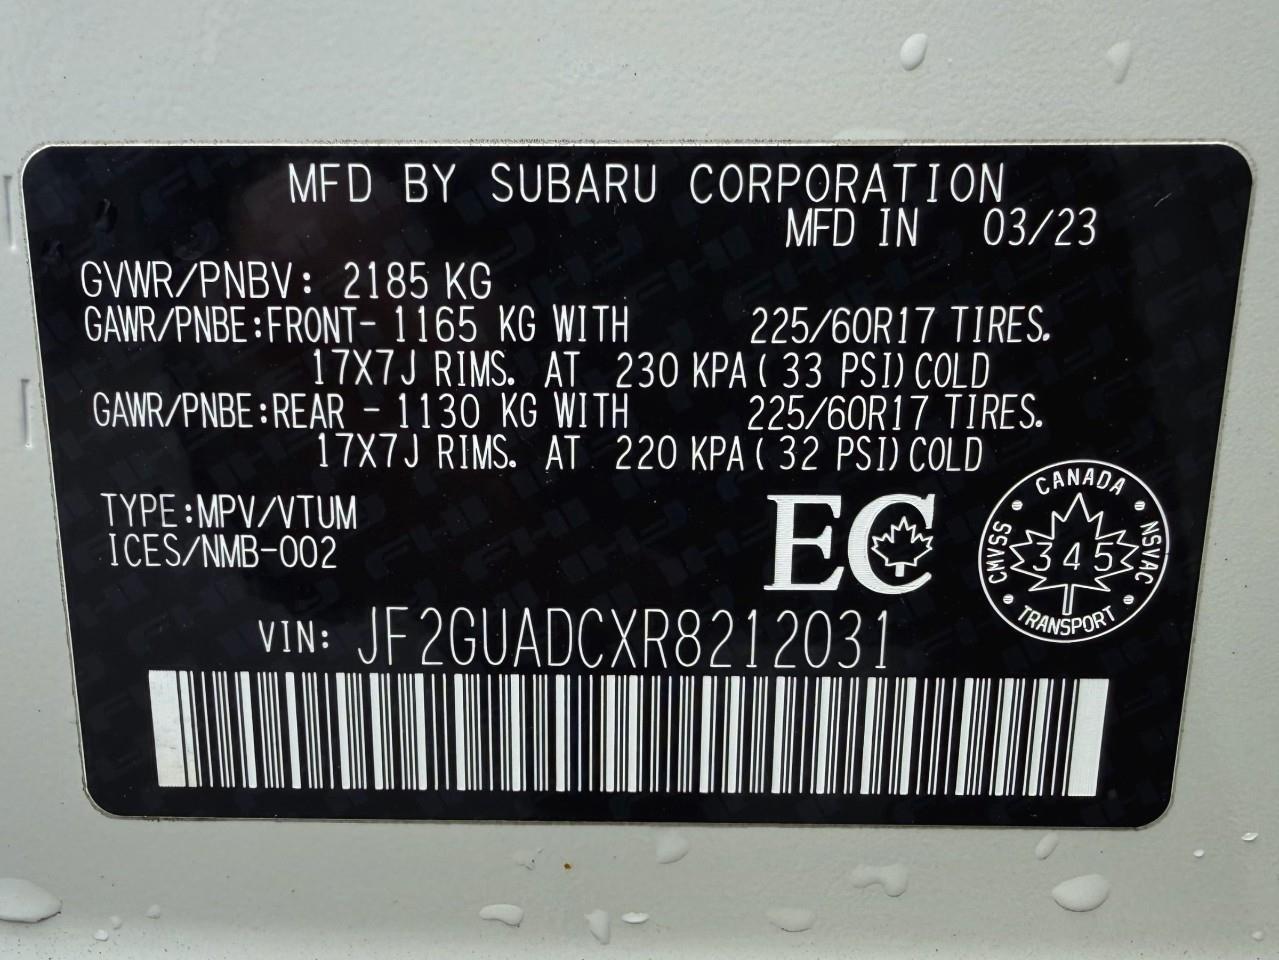 MFD BY SUBARU CORPORATION
MFD IN 03/23
GVWR/PNBV: 2185 KG
GAWR/PNBE:FRONT- 1165 KG WITH 225/60R17 TIRES.
17X7J RIMS. AT 230 KPA( 33 PSI) COLD
GAWR/PNBE:REAR - 1130 KG WITH 225/60R17 TIRES.
17X7J RIMS. AT 220 KPA( 32 PSI) COLD
TYPE:MPV/VTUM
ICES/NMB-002
EC
CANADA
CMVSS 345 NSVAC
TRANSPORT
VIN: JF2GUADCXR8212031